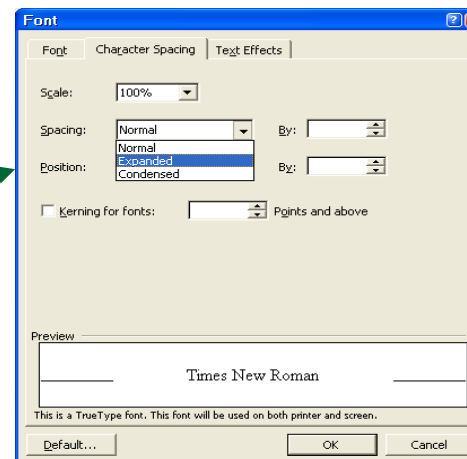 Font
Font Character Spacing Text Effects
Scale: 100%
Spacing: Normal By:
Normal
Expanded
Condensed
Position: By:
Kerning for fonts: Points and above
Preview
Times New Roman
This is a TrueType font. This font will be used on both printer and screen.
Default... OK Cancel